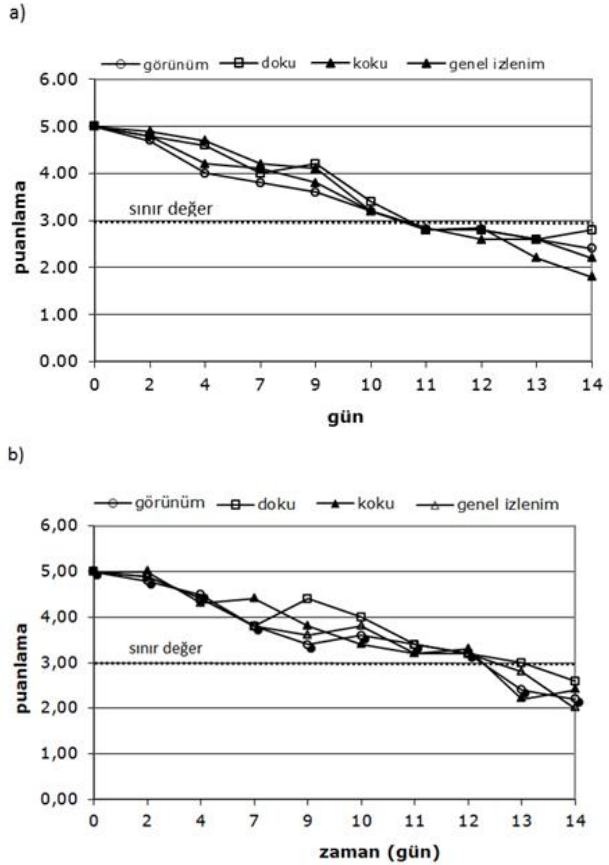 a)
görünüm doku koku genel izlenim
6.00
5.00
4.00
3.00
2.00
1.00
0.00
puanlama
sınır değer
0 2 4 7 9 10 11 12 13 14
gün
b)
görünüm doku koku genel izlenim
6,00
5,00
4,00
3,00
2,00
1,00
0,00
puanlama
sınır değer
0 2 4 7 9 10 11 12 13 14
zaman (gün)